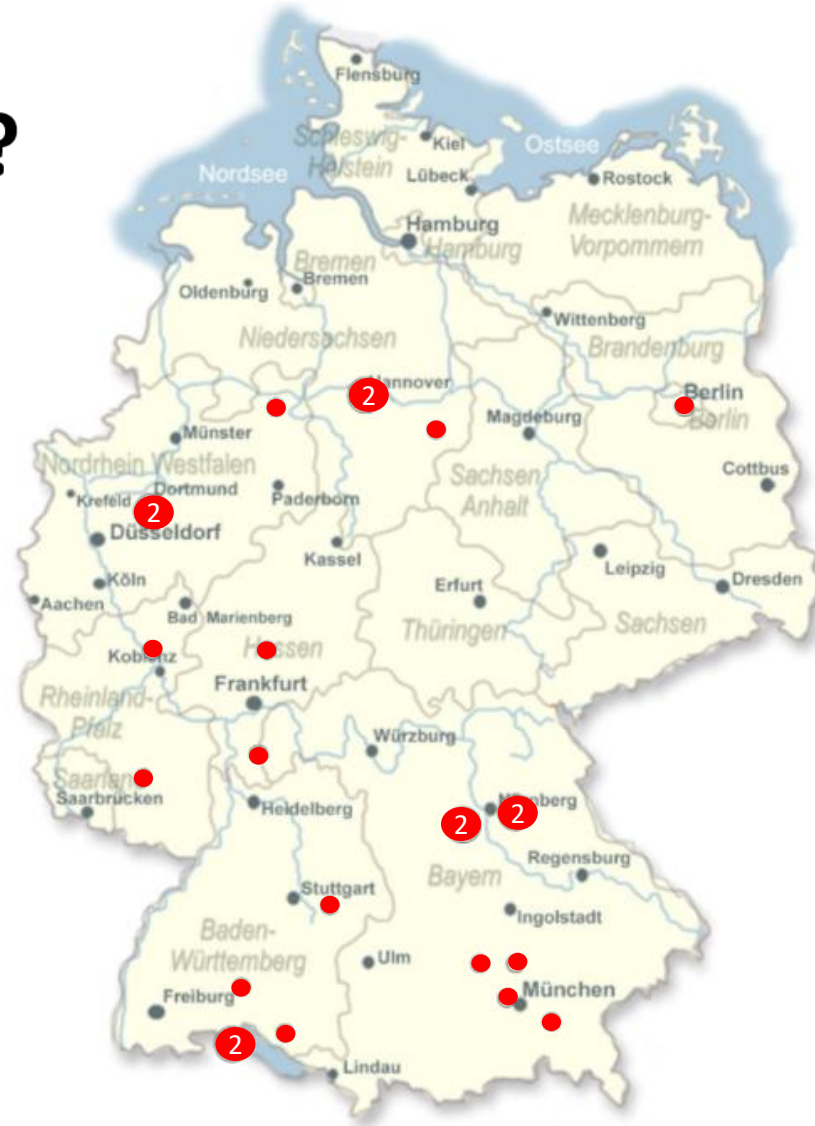 ?
Flensburg
Schleswig-
Holstein
Kiel
Ostsee
Nordsee
Lübeck
Rostock
Mecklenburg-
Vorpommern
Hamburg
Hamburg
Bremen
Bremen
Oldenburg
Wittenberg
Niedersachsen
Brandenburg
2
Hannover
Berlin
Berlin
Magdeburg
Münster
Nordrhein Westfalen
Sachsen
Anhalt
Cottbus
Dortmund
Krefeld
Paderborn
2
Düsseldorf
Kassel
Leipzig
Köln
Erfurt
Dresden
Aachen
Bad Marienberg
Thüringen
Sachsen
Hessen
Koblenz
Frankfurt
Rheinland-
Pfalz
Würzburg
Saarland
Saarbrücken
Heidelberg
Nürnberg
2
2
Regensburg
Bayern
Stuttgart
Ingolstadt
Baden-
Württemberg
Ulm
Freiburg
München
2
Lindau